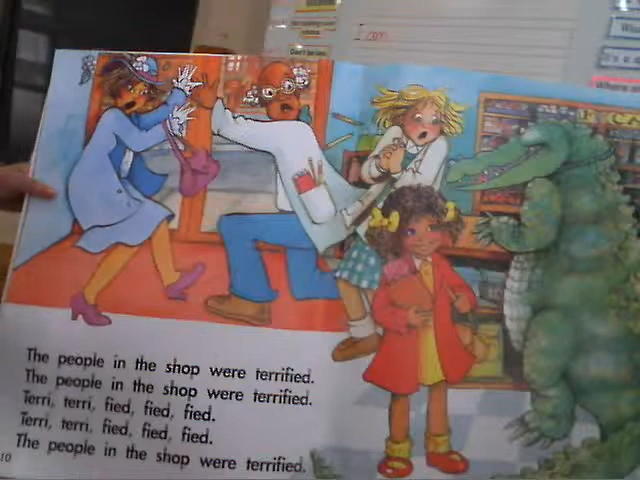 The people in the shop were terrified.
The people in the shop were terrified.
Terri, terri, fied, fied, fied.
Terri, terri, fied, fied, fied.
The people in the shop were terrified.
10